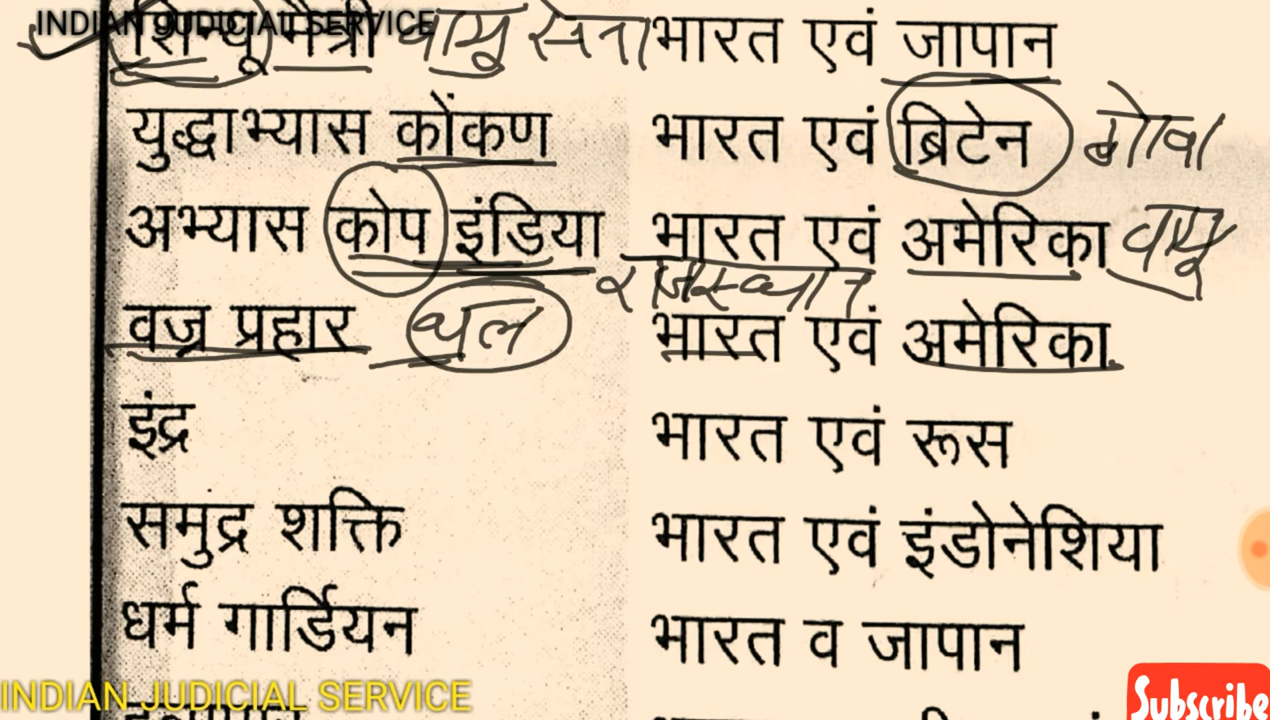 INDIAN JUDICIAL SERVICE
शिन्यू मैत्री वायु सेना भारत एवं जापान
युद्धाभ्यास कोंकण भारत एवं ब्रिटेन गोवा
अभ्यास कोप इंडिया भारत एवं अमेरिका वायु
राजस्थान
वज्र प्रहार थल भारत एवं अमेरिका
इंद्र भारत एवं रूस
समुद्र शक्ति भारत एवं इंडोनेशिया
धर्म गार्डियन भारत व जापान
INDIAN JUDICIAL SERVICE
Subscribe